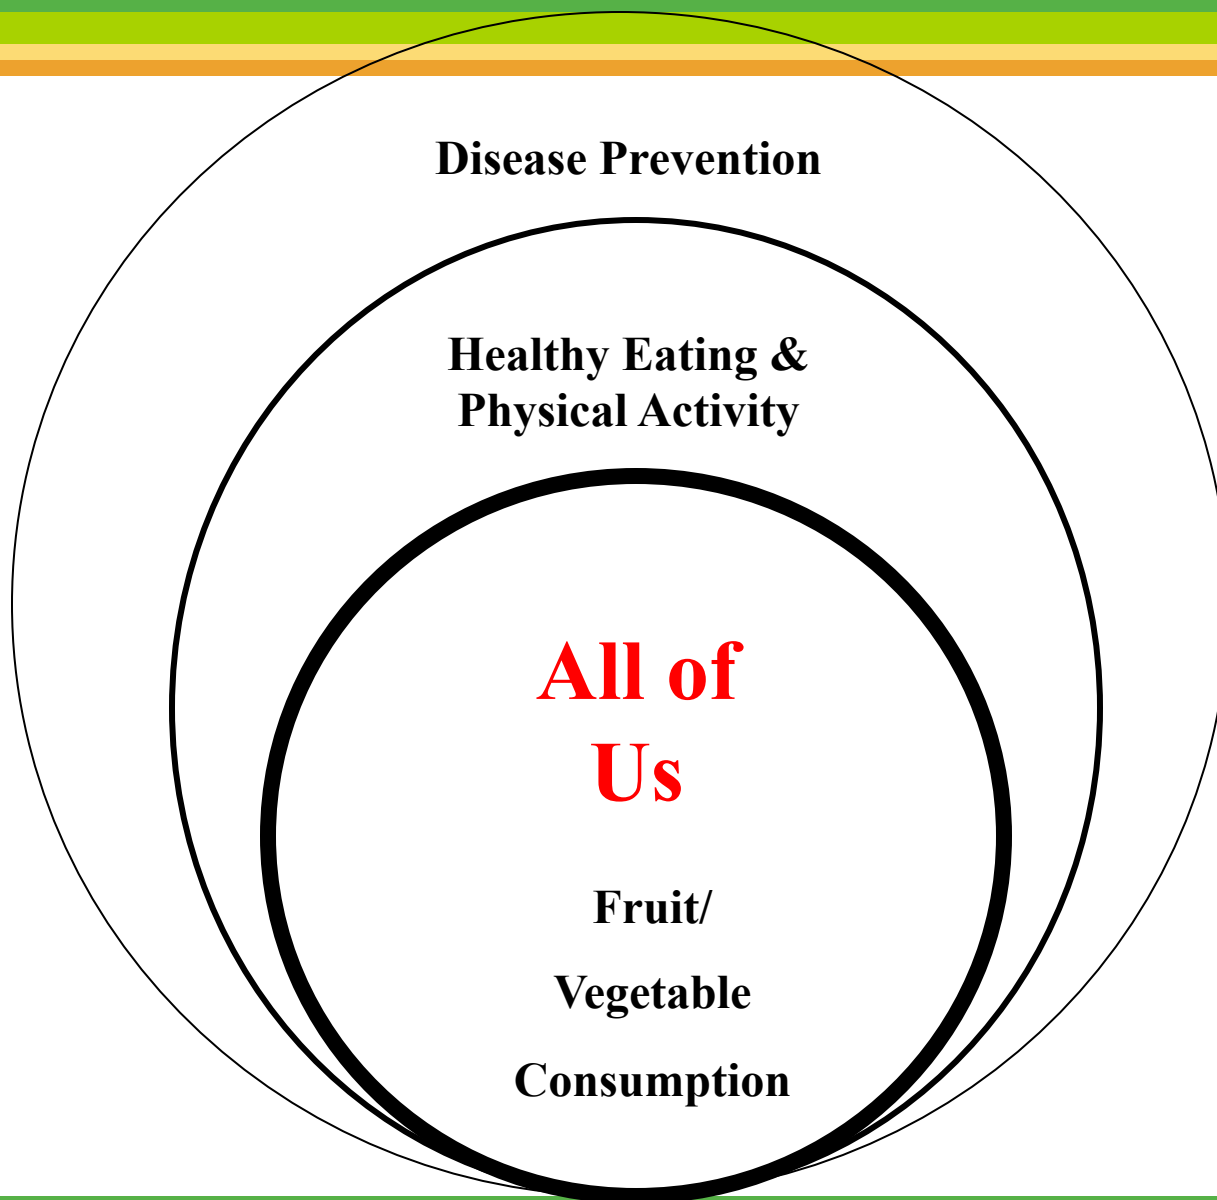 Disease Prevention
Healthy Eating &
Physical Activity
All of
Us
Fruit/
Vegetable
Consumption